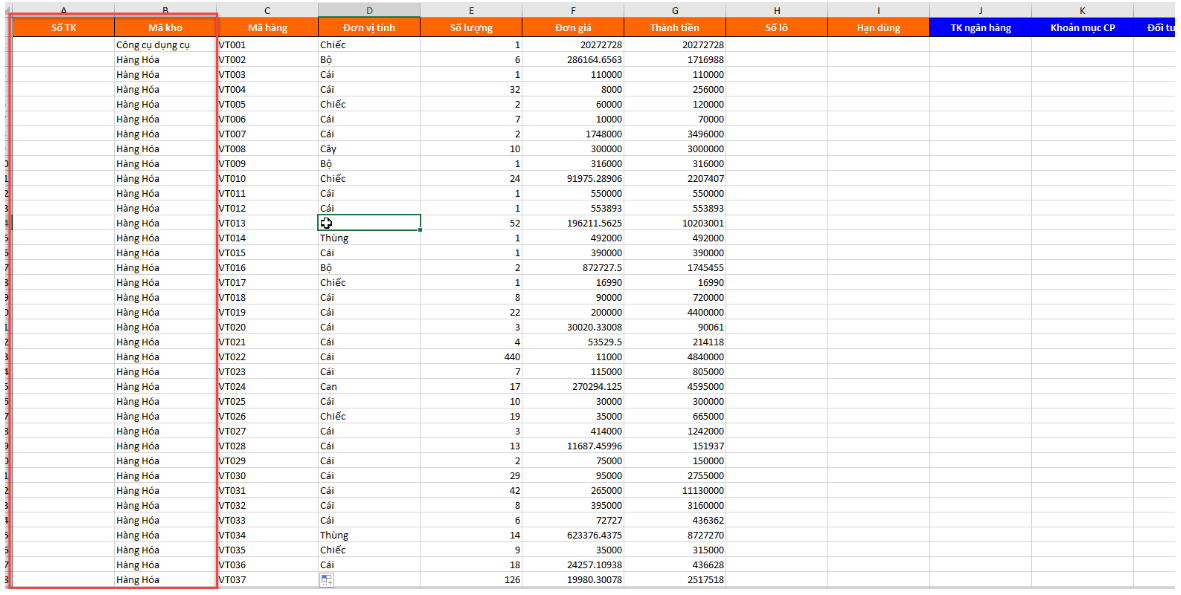 A B C D E F G H I J K
Số TK Mã kho Mã hàng Đơn vị tính Số lượng Đơn giá Thành tiền Số lô Hạn dùng TK ngân hàng Khoản mục CP Đối
Công cụ dụng cụ VT001 Chiếc 1 20272728 20272728
Hàng Hóa VT002 Bộ 6 286164.6563 1716988
Hàng Hóa VT003 Cái 1 110000 110000
Hàng Hóa VT004 Cái 32 8000 256000
Hàng Hóa VT005 Chiếc 2 60000 120000
Hàng Hóa VT006 Cái 7 10000 70000
Hàng Hóa VT007 Cái 2 1748000 3496000
Hàng Hóa VT008 Cây 10 300000 3000000
Hàng Hóa VT009 Bộ 1 316000 316000
Hàng Hóa VT010 Chiếc 24 91975.28906 2207407
Hàng Hóa VT011 Cái 1 550000 550000
Hàng Hóa VT012 Cái 1 553893 553893
Hàng Hóa VT013 52 196211.5625 10203001
Hàng Hóa VT014 Thùng 1 492000 492000
Hàng Hóa VT015 Cái 1 390000 390000
Hàng Hóa VT016 Bộ 2 872727.5 1745455
Hàng Hóa VT017 Chiếc 1 16990 16990
Hàng Hóa VT018 Cái 8 90000 720000
Hàng Hóa VT019 Cái 22 200000 4400000
Hàng Hóa VT020 Cái 3 30020.33008 90061
Hàng Hóa VT021 Cái 4 53529.5 214118
Hàng Hóa VT022 Cái 440 11000 4840000
Hàng Hóa VT023 Cái 7 115000 805000
Hàng Hóa VT024 Can 17 270294.125 4595000
Hàng Hóa VT025 Cái 10 30000 300000
Hàng Hóa VT026 Chiếc 19 35000 665000
Hàng Hóa VT027 Cái 3 414000 1242000
Hàng Hóa VT028 Cái 13 11687.45996 151937
Hàng Hóa VT029 Cái 2 75000 150000
Hàng Hóa VT030 Cái 29 95000 2755000
Hàng Hóa VT031 Cái 42 265000 11130000
Hàng Hóa VT032 Cái 8 395000 3160000
Hàng Hóa VT033 Cái 6 72727 436362
Hàng Hóa VT034 Thùng 14 623376.4375 8727270
Hàng Hóa VT035 Chiếc 9 35000 315000
Hàng Hóa VT036 Cái 18 24257.10938 436628
Hàng Hóa VT037 126 19980.30078 2517518